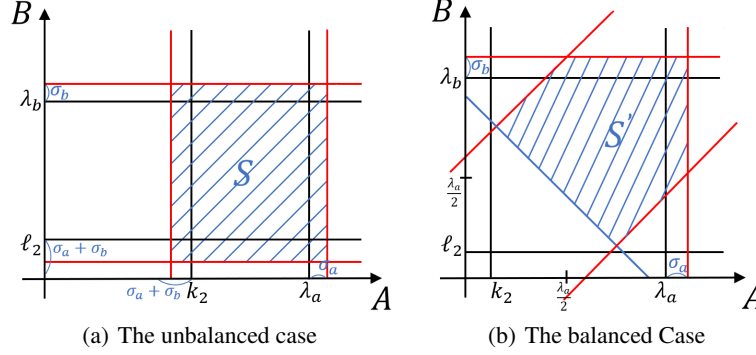 B
λ_b
σ_b
S
ℓ_2
σ_a + σ_b
σ_a
σ_a + σ_b
k_2
λ_a
A
(a) The unbalanced case
B
σ_b
λ_b
S'
λ_a/2
ℓ_2
σ_a
k_2
λ_a/2
λ_a
A
(b) The balanced Case